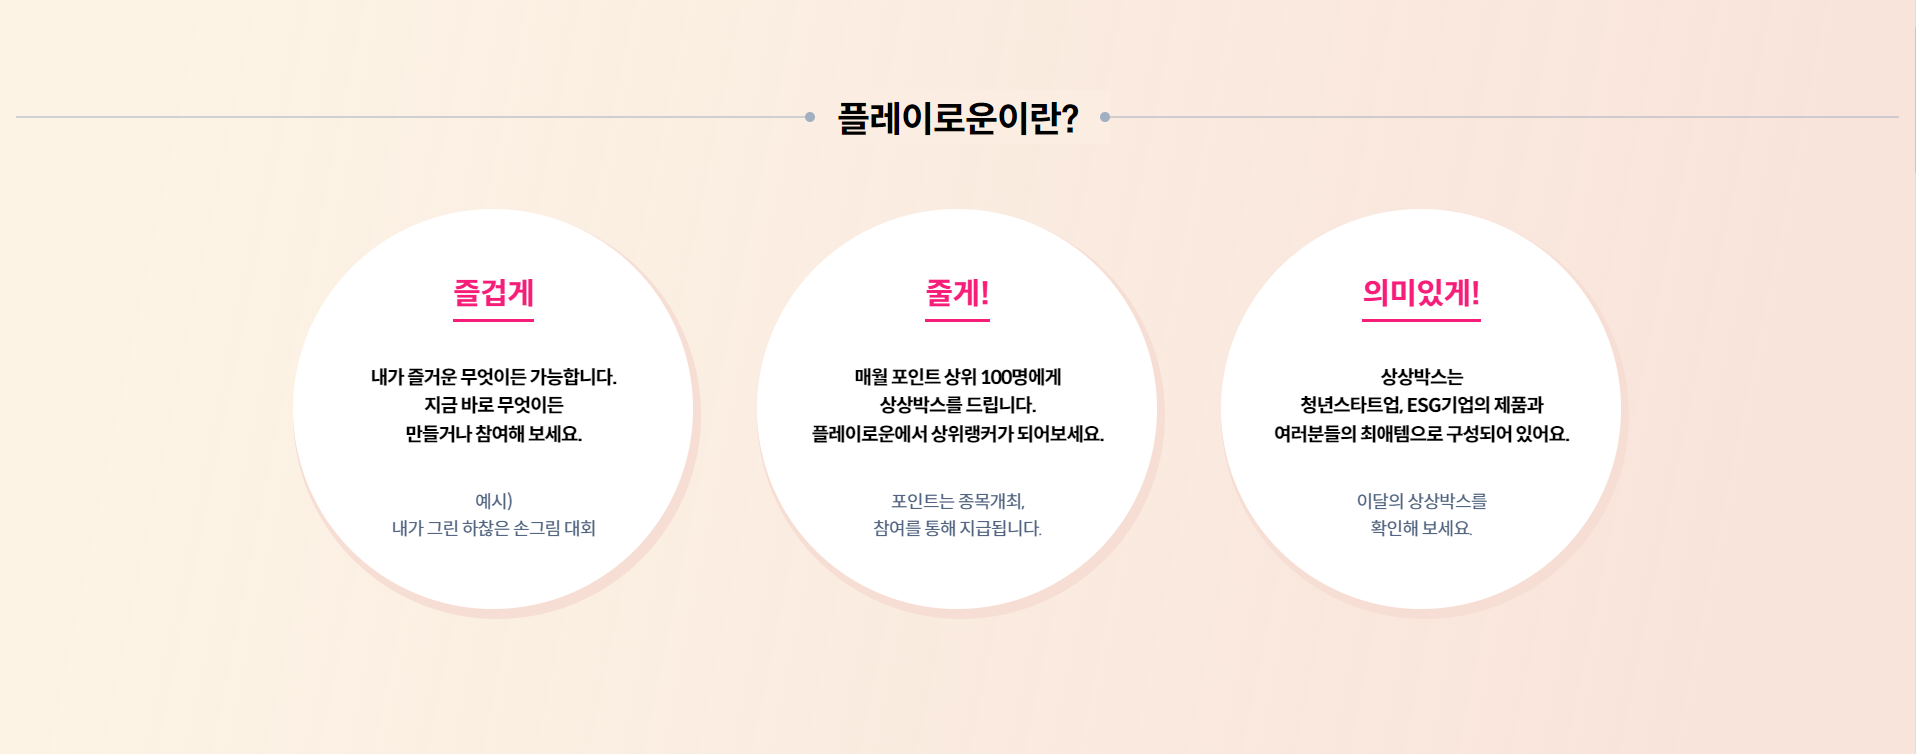 플레이로운이란?
즐겁게
내가 즐거운 무엇이든 가능합니다.
지금 바로 무엇이든
만들거나 참여해 보세요.
예시)
내가 그린 하찮은 손그림 대회
줄게!
매월 포인트 상위 100명에게
상상박스를 드립니다.
플레이로운에서 상위랭커가 되어보세요.
포인트는 종목개최,
참여를 통해 지급됩니다.
의미있게!
상상박스는
청년스타트업, ESG기업의 제품과
여러분들의 최애템으로 구성되어 있어요.
이달의 상상박스를
확인해 보세요.